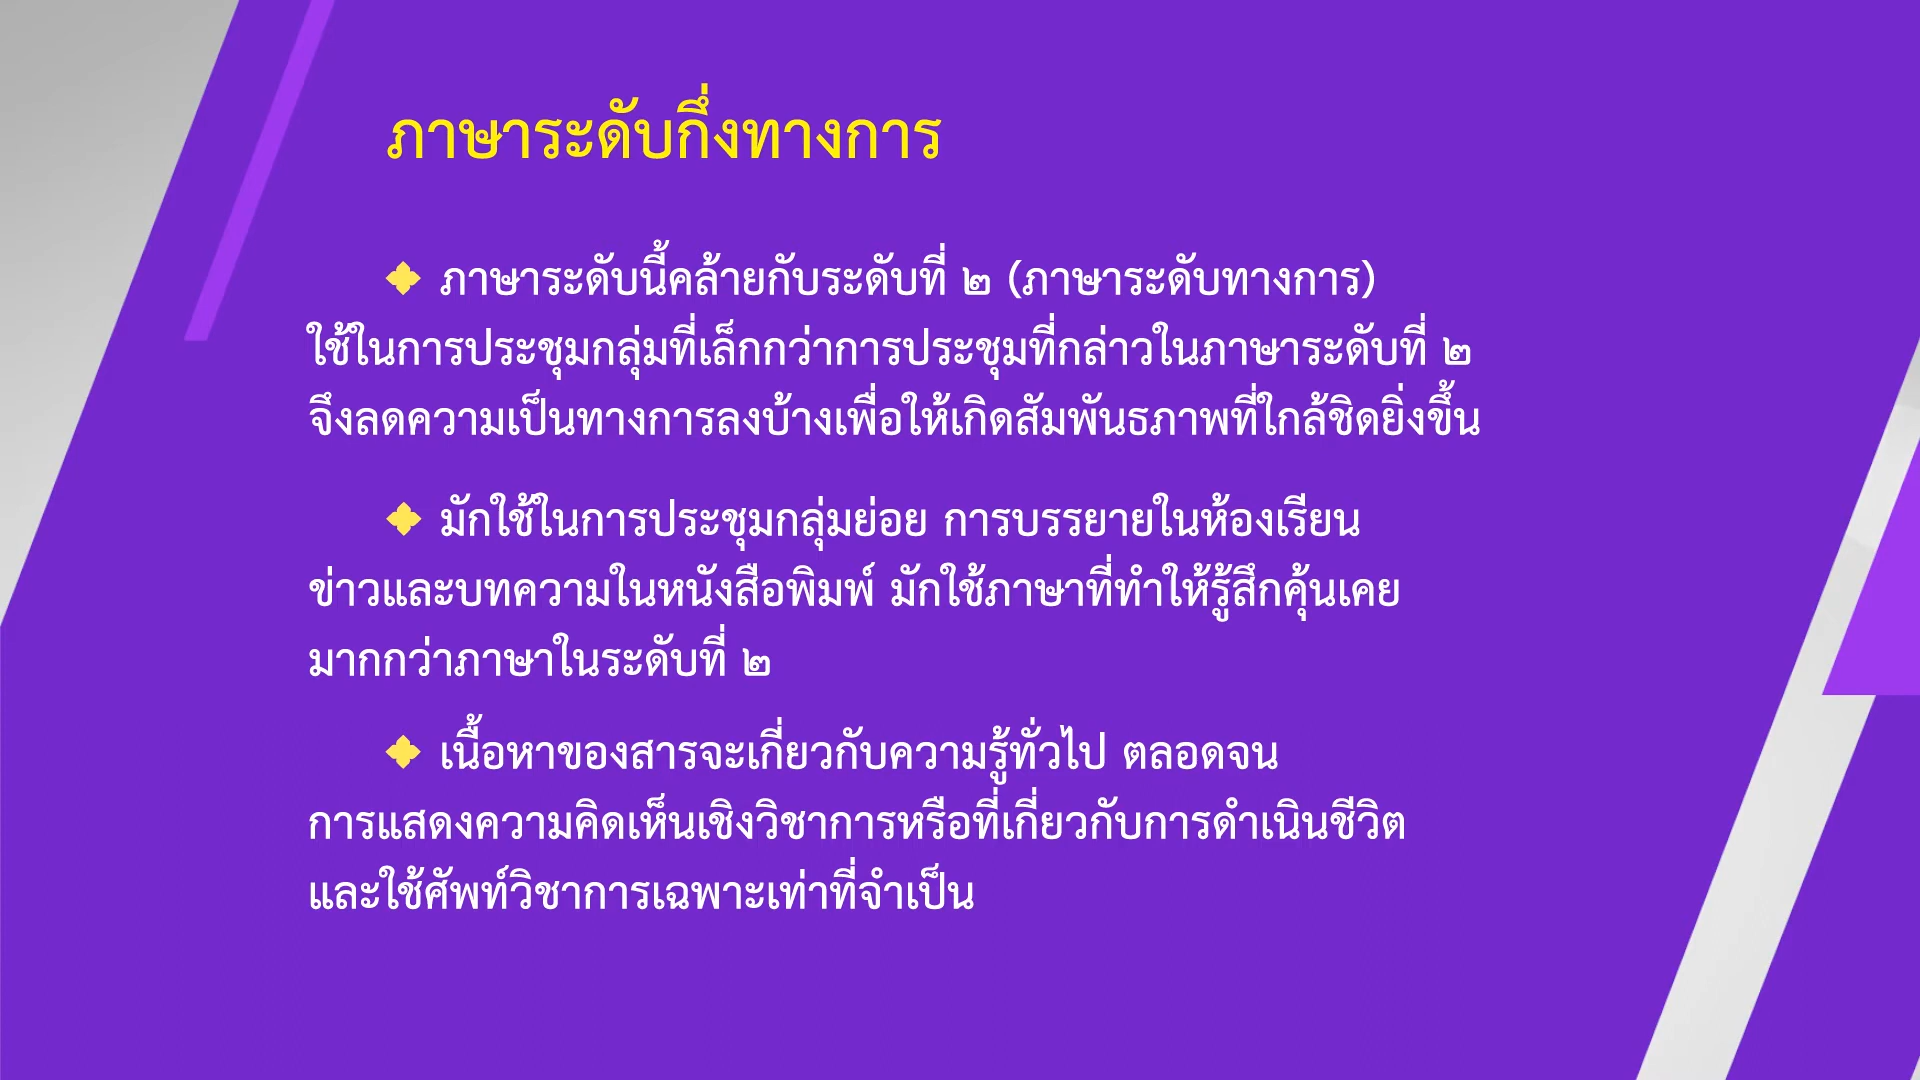 ภาษาระดับกึ่งทางการ
ภาษาระดับนี้คล้ายกับระดับที่ ๒ (ภาษาระดับทางการ)
ใช้ในการประชุมกลุ่มที่เล็กกว่าการประชุมที่กล่าวในภาษาระดับที่ ๒
จึงลดความเป็นทางการลงบ้างเพื่อให้เกิดสัมพันธภาพที่ใกล้ชิดยิ่งขึ้น
มักใช้ในการประชุมกลุ่มย่อย การบรรยายในห้องเรียน
ข่าวและบทความในหนังสือพิมพ์ มักใช้ภาษาที่ทำให้รู้สึกคุ้นเคย
มากกว่าภาษาในระดับที่ ๒
เนื้อหาของสารจะเกี่ยวกับความรู้ทั่วไป ตลอดจน
การแสดงความคิดเห็นเชิงวิชาการหรือที่เกี่ยวกับการดำเนินชีวิต
และใช้ศัพท์วิชาการเฉพาะเท่าที่จำเป็น